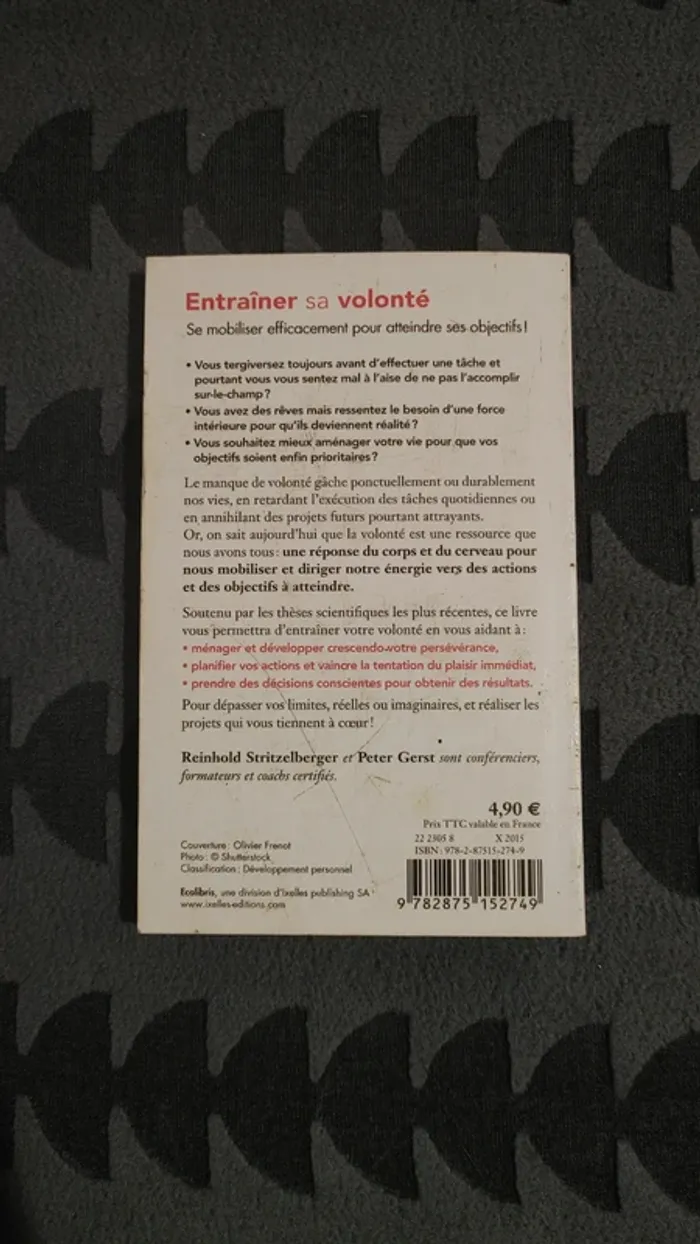 Entraîner sa volonté
Se mobiliser efficacement pour atteindre ses objectifs!
• Vous tergiversez toujours avant d'effectuer une tâche et
pourtant vous vous sentez mal à l'aise de ne pas l'accomplir
sur-le-champ?
• Vous avez des rêves mais ressentez le besoin d'une force
intérieure pour qu'ils deviennent réalité?
• Vous souhaitez mieux aménager votre vie pour que vos
objectifs soient enfin prioritaires?
Le manque de volonté gâche ponctuellement ou durablement
nos vies, en retardant l'exécution des tâches quotidiennes ou
en annihilant des projets futurs pourtant attrayants.
Or, on sait aujourd'hui que la volonté est une ressource que
nous avons tous: une réponse du corps et du cerveau pour
nous mobiliser et diriger notre énergie vers des actions
et des objectifs à atteindre.
Soutenu par les thèses scientifiques les plus récentes, ce livre
vous permettra d'entraîner votre volonté en vous aidant à:
• ménager et développer crescendo votre persévérance,
• planifier vos actions et vaincre la tentation du plaisir immédiat,
• prendre des décisions conscientes pour obtenir des résultats.
Pour dépasser vos limites, réelles ou imaginaires, et réaliser les
projets qui vous tiennent à cœur!
Reinhold Stritzelberger et Peter Gerst sont conférenciers,
formateurs et coachs certifiés.
4,90 €
Prix TTC valable en France
22 2305 8 X 2015
ISBN: 978-2-87515-274-9
Couverture: Olivier Frenot
Photo: © Shutterstock
Classification: Développement personnel
Ecolibris, une division d'Ixelles publishing SA
www.ixelles-editions.com
9 782875 152749